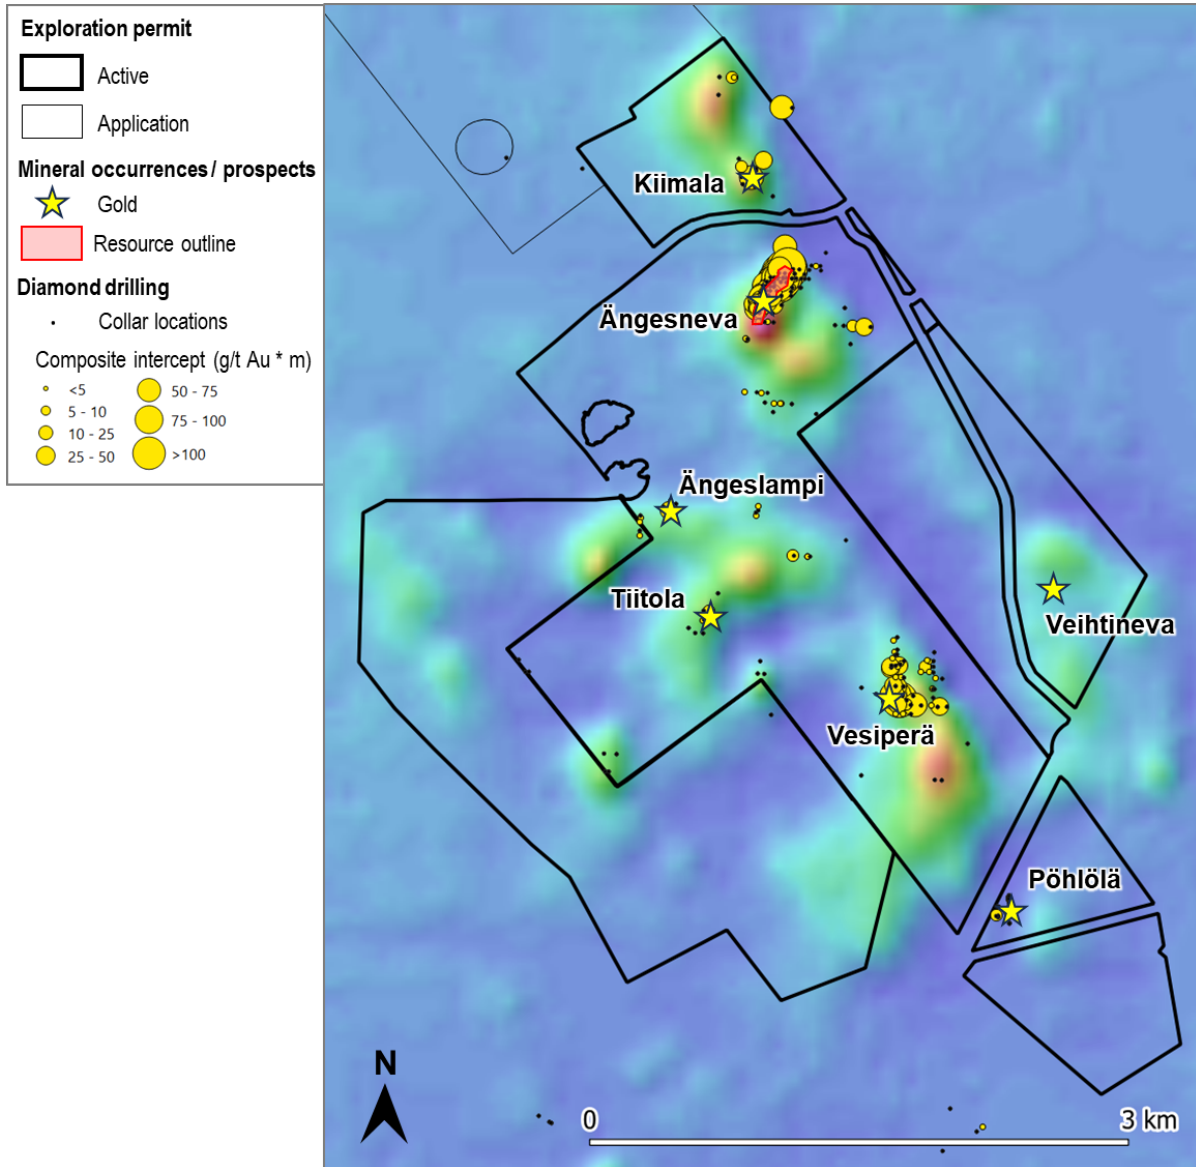 Exploration permit
Active
Application
Mineral occurrences / prospects
Gold
Resource outline
Diamond drilling
Collar locations
Composite intercept (g/t Au * m)
<5
5 - 10
10 - 25
25 - 50
50 - 75
75 - 100
>100
Kiimala
Ängesneva
Ängeslampi
Tiitola
Veihtineva
Vesiperä
Pöhlölä
N
0
3 km